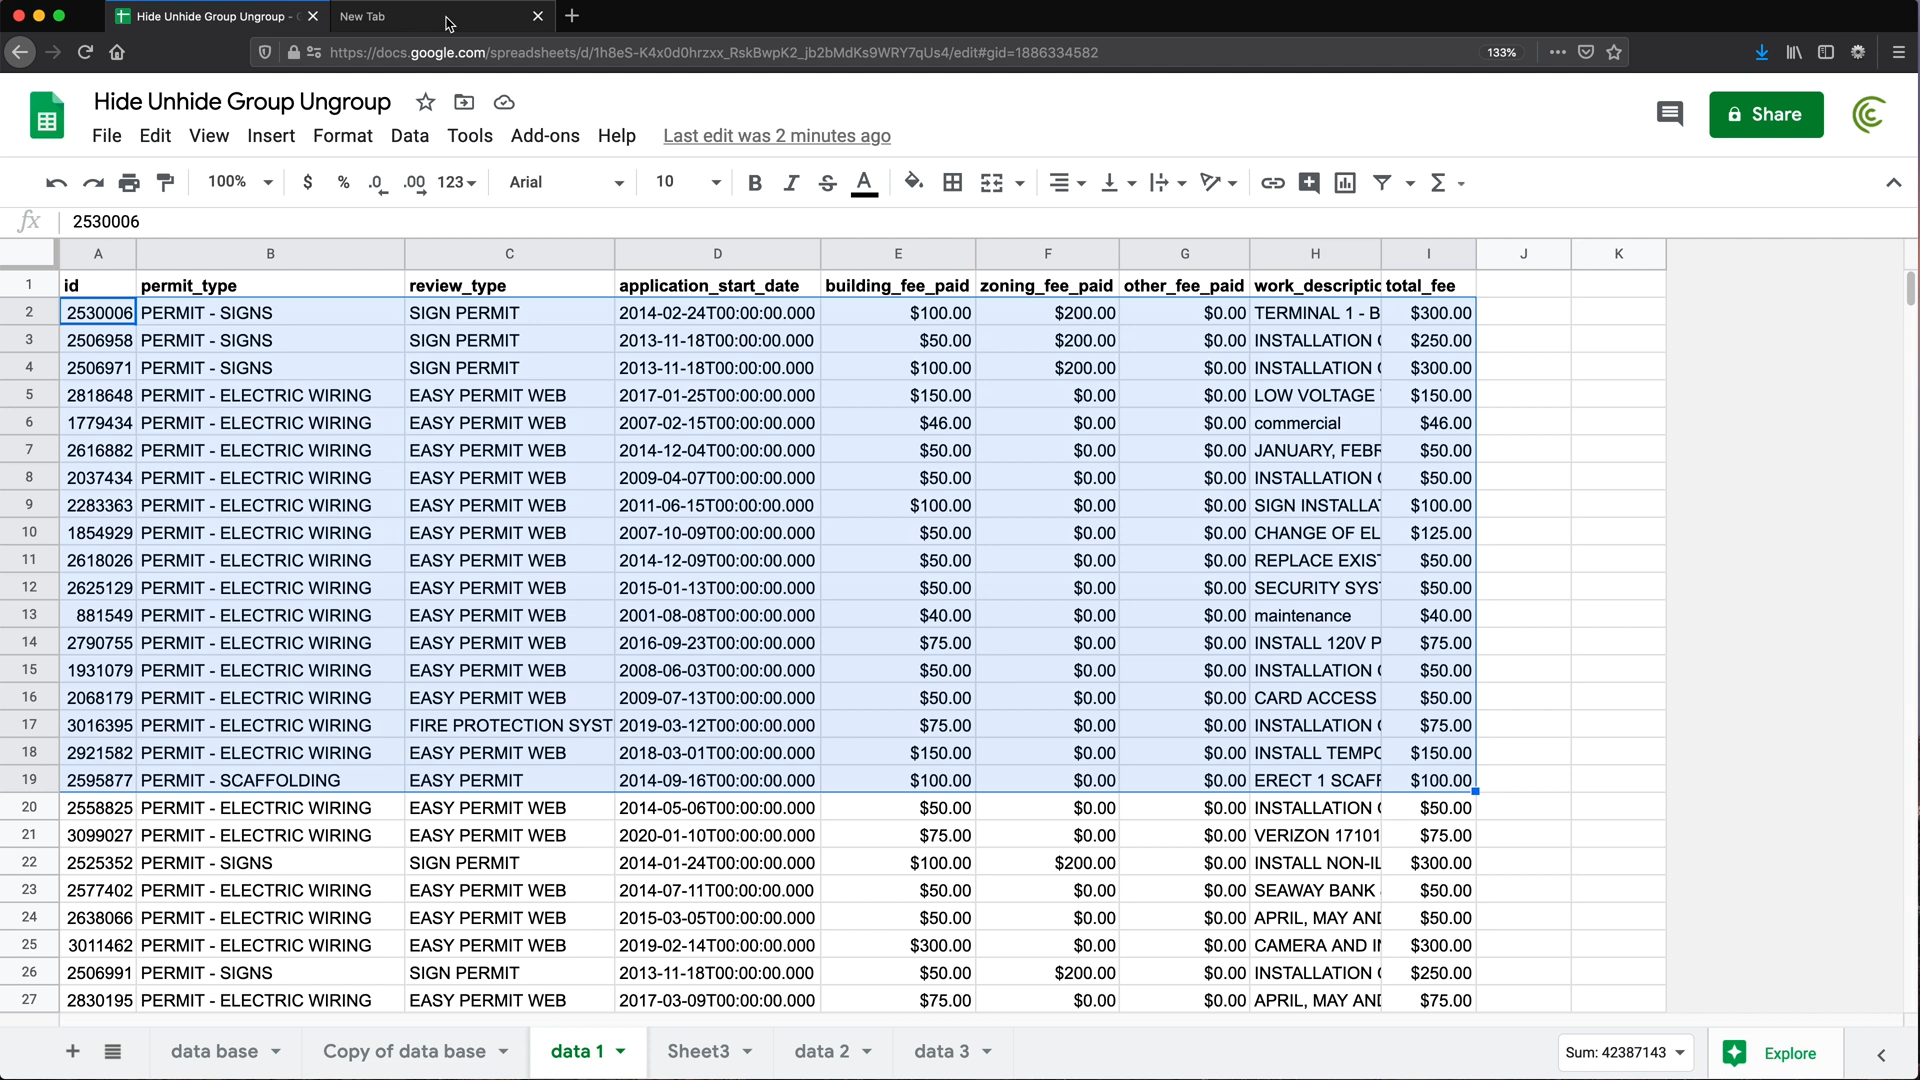 Hide Unhide Group Ungroup -
New Tab
https://docs.google.com/spreadsheets/d/1h8eS-K4x0d0hrzxx_RskBwpK2_jb2bMdKs9WRY7qUs4/edit#gid=1886334582
133%
Hide Unhide Group Ungroup
Share
File Edit View Insert Format Data Tools Add-ons Help Last edit was 2 minutes ago
100% $ % .0 .00 123 Arial 10 B I S A Σ
fx 2530006
A B C D E F G H I J K
1 id permit_type review_type application_start_date building_fee_paid zoning_fee_paid other_fee_paid work_descriptic total_fee
2 2530006 PERMIT - SIGNS SIGN PERMIT 2014-02-24T00:00:00.000 $100.00 $200.00 $0.00 TERMINAL 1 - B $300.00
3 2506958 PERMIT - SIGNS SIGN PERMIT 2013-11-18T00:00:00.000 $50.00 $200.00 $0.00 INSTALLATION $250.00
4 2506971 PERMIT - SIGNS SIGN PERMIT 2013-11-18T00:00:00.000 $100.00 $200.00 $0.00 INSTALLATION $300.00
5 2818648 PERMIT - ELECTRIC WIRING EASY PERMIT WEB 2017-01-25T00:00:00.000 $150.00 $0.00 $0.00 LOW VOLTAGE $150.00
6 1779434 PERMIT - ELECTRIC WIRING EASY PERMIT WEB 2007-02-15T00:00:00.000 $46.00 $0.00 $0.00 commercial $46.00
7 2616882 PERMIT - ELECTRIC WIRING EASY PERMIT WEB 2014-12-04T00:00:00.000 $50.00 $0.00 $0.00 JANUARY, FEBR $50.00
8 2037434 PERMIT - ELECTRIC WIRING EASY PERMIT WEB 2009-04-07T00:00:00.000 $50.00 $0.00 $0.00 INSTALLATION $50.00
9 2283363 PERMIT - ELECTRIC WIRING EASY PERMIT WEB 2011-06-15T00:00:00.000 $100.00 $0.00 $0.00 SIGN INSTALLAT $100.00
10 1854929 PERMIT - ELECTRIC WIRING EASY PERMIT WEB 2007-10-09T00:00:00.000 $50.00 $0.00 $0.00 CHANGE OF EL $125.00
11 2618026 PERMIT - ELECTRIC WIRING EASY PERMIT WEB 2014-12-09T00:00:00.000 $50.00 $0.00 $0.00 REPLACE EXIST $50.00
12 2625129 PERMIT - ELECTRIC WIRING EASY PERMIT WEB 2015-01-13T00:00:00.000 $50.00 $0.00 $0.00 SECURITY SYST $50.00
13 881549 PERMIT - ELECTRIC WIRING EASY PERMIT WEB 2001-08-08T00:00:00.000 $40.00 $0.00 $0.00 maintenance $40.00
14 2790755 PERMIT - ELECTRIC WIRING EASY PERMIT WEB 2016-09-23T00:00:00.000 $75.00 $0.00 $0.00 INSTALL 120V P $75.00
15 1931079 PERMIT - ELECTRIC WIRING EASY PERMIT WEB 2008-06-03T00:00:00.000 $50.00 $0.00 $0.00 INSTALLATION $50.00
16 2068179 PERMIT - ELECTRIC WIRING EASY PERMIT WEB 2009-07-13T00:00:00.000 $50.00 $0.00 $0.00 CARD ACCESS $50.00
17 3016395 PERMIT - ELECTRIC WIRING FIRE PROTECTION SYST 2019-03-12T00:00:00.000 $75.00 $0.00 $0.00 INSTALLATION $75.00
18 2921582 PERMIT - ELECTRIC WIRING EASY PERMIT WEB 2018-03-01T00:00:00.000 $150.00 $0.00 $0.00 INSTALL TEMPC $150.00
19 2595877 PERMIT - SCAFFOLDING EASY PERMIT 2014-09-16T00:00:00.000 $100.00 $0.00 $0.00 ERECT 1 SCAFF $100.00
20 2558825 PERMIT - ELECTRIC WIRING EASY PERMIT WEB 2014-05-06T00:00:00.000 $50.00 $0.00 $0.00 INSTALLATION $50.00
21 3099027 PERMIT - ELECTRIC WIRING EASY PERMIT WEB 2020-01-10T00:00:00.000 $75.00 $0.00 $0.00 VERIZON 17101 $75.00
22 2525352 PERMIT - SIGNS SIGN PERMIT 2014-01-24T00:00:00.000 $100.00 $200.00 $0.00 INSTALL NON-IL $300.00
23 2577402 PERMIT - ELECTRIC WIRING EASY PERMIT WEB 2014-07-11T00:00:00.000 $50.00 $0.00 $0.00 SEAWAY BANK $50.00
24 2638066 PERMIT - ELECTRIC WIRING EASY PERMIT WEB 2015-03-05T00:00:00.000 $50.00 $0.00 $0.00 APRIL, MAY AND $50.00
25 3011462 PERMIT - ELECTRIC WIRING EASY PERMIT WEB 2019-02-14T00:00:00.000 $300.00 $0.00 $0.00 CAMERA AND IN $300.00
26 2506991 PERMIT - SIGNS SIGN PERMIT 2013-11-18T00:00:00.000 $50.00 $200.00 $0.00 INSTALLATION $250.00
27 2830195 PERMIT - ELECTRIC WIRING EASY PERMIT WEB 2017-03-09T00:00:00.000 $75.00 $0.00 $0.00 APRIL, MAY AND $75.00
data base Copy of data base data 1 Sheet3 data 2 data 3 Sum: 42387143 Explore